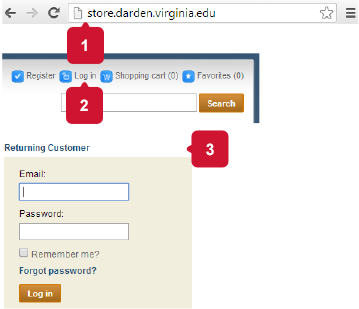 store.darden.virginia.edu
1
Register Log in Shopping cart (0) Favorites (0)
2
Search
Returning Customer
3
Email:
Password:
Remember me?
Forgot password?
Log in